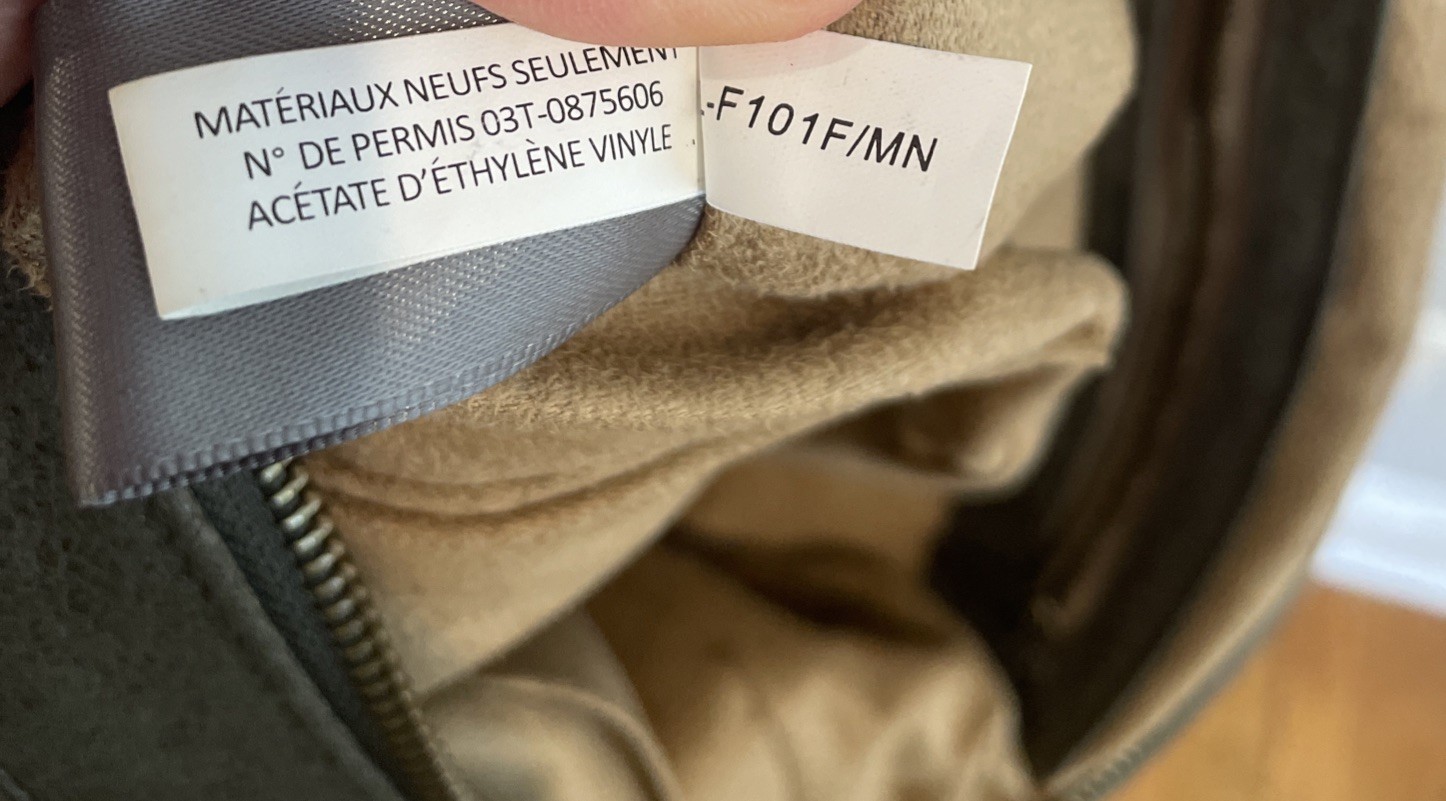 MATÉRIAUX NEUFS SEULEMENT
N° DE PERMIS 03T-0875606
ACÉTATE D’ÉTHYLÈNE VINYLE
-F101F/MN